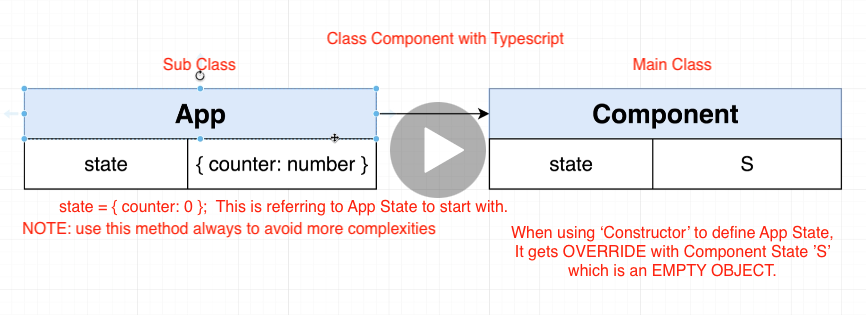 Class Component with Typescript
Sub Class
Main Class
App
Component
state
{ counter: number }
state
S
state = { counter: 0 };  This is referring to App State to start with.
NOTE: use this method always to avoid more complexities
When using ‘Constructor’ to define App State,
It gets OVERRIDE with Component State ’S’
which is an EMPTY OBJECT.